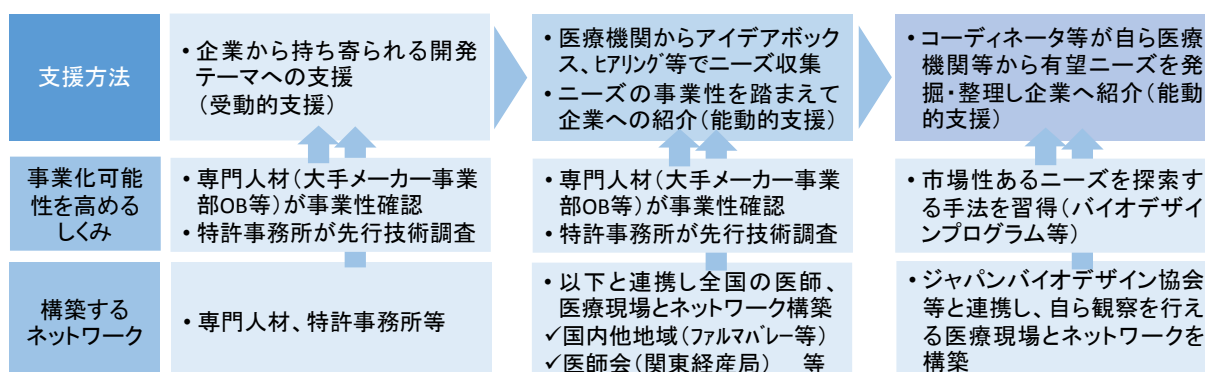 支援方法
• 企業から持ち寄られる開発
テーマへの支援
（受動的支援）
• 医療機関からアイデアボック
ス、ﾋｱﾘﾝｸﾞ等でニーズ収集
• ニーズの事業性を踏まえて
企業への紹介（能動的支援）
• コーディネータ等が自ら医療
機関等から有望ニーズを発
掘・整理し企業へ紹介（能動
的支援）
事業化可能
性を高める
しくみ
• 専門人材（大手メーカー事業
部OB等）が事業性確認
• 特許事務所が先行技術調査
• 専門人材（大手メーカー事業
部OB等）が事業性確認
• 特許事務所が先行技術調査
• 市場性あるニーズを探索す
る手法を習得（バイオデザイ
ンプログラム等）
構築する
ネットワーク
• 専門人材、特許事務所等
• 以下と連携し全国の医師、
医療現場とネットワーク構築
✓国内他地域（ﾌｧﾙﾏﾊﾞﾚｰ等）
✓医師会（関東経産局）　等
• ジャパンバイオデザイン協会
等と連携し、自ら観察を行え
る医療現場とネットワークを
構築